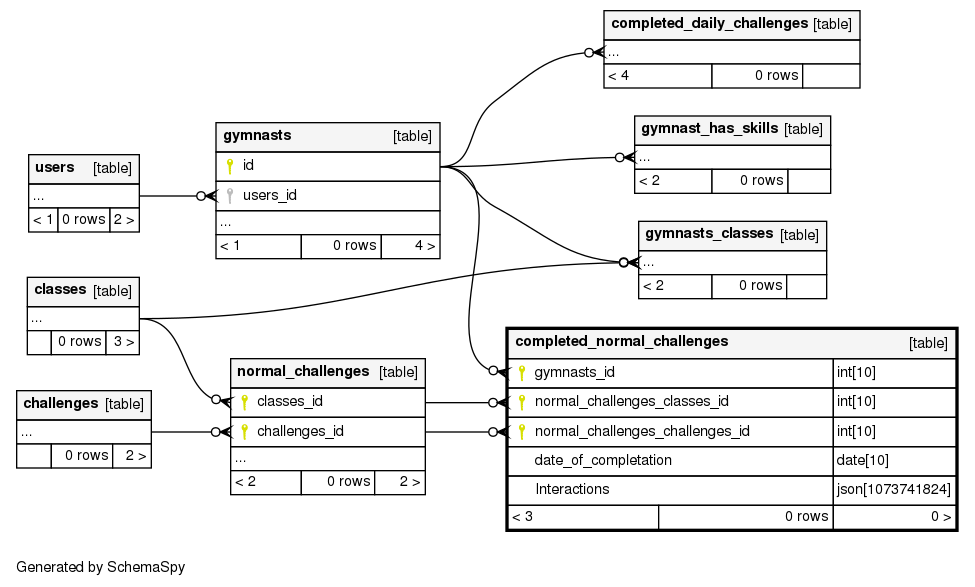 completed_daily_challenges [table]
...
< 4 0 rows
gymnast_has_skills [table]
...
< 2 0 rows
gymnasts [table]
id
users_id
...
< 1 0 rows 4 >
users [table]
...
< 1 0 rows 2 >
gymnasts_classes [table]
...
< 2 0 rows
classes [table]
...
0 rows 3 >
completed_normal_challenges [table]
gymnasts_id int[10]
normal_challenges_classes_id int[10]
normal_challenges_challenges_id int[10]
date_of_completation date[10]
Interactions json[1073741824]
< 3 0 rows 0 >
normal_challenges [table]
classes_id
challenges_id
...
< 2 0 rows 2 >
challenges [table]
...
0 rows 2 >
Generated by SchemaSpy